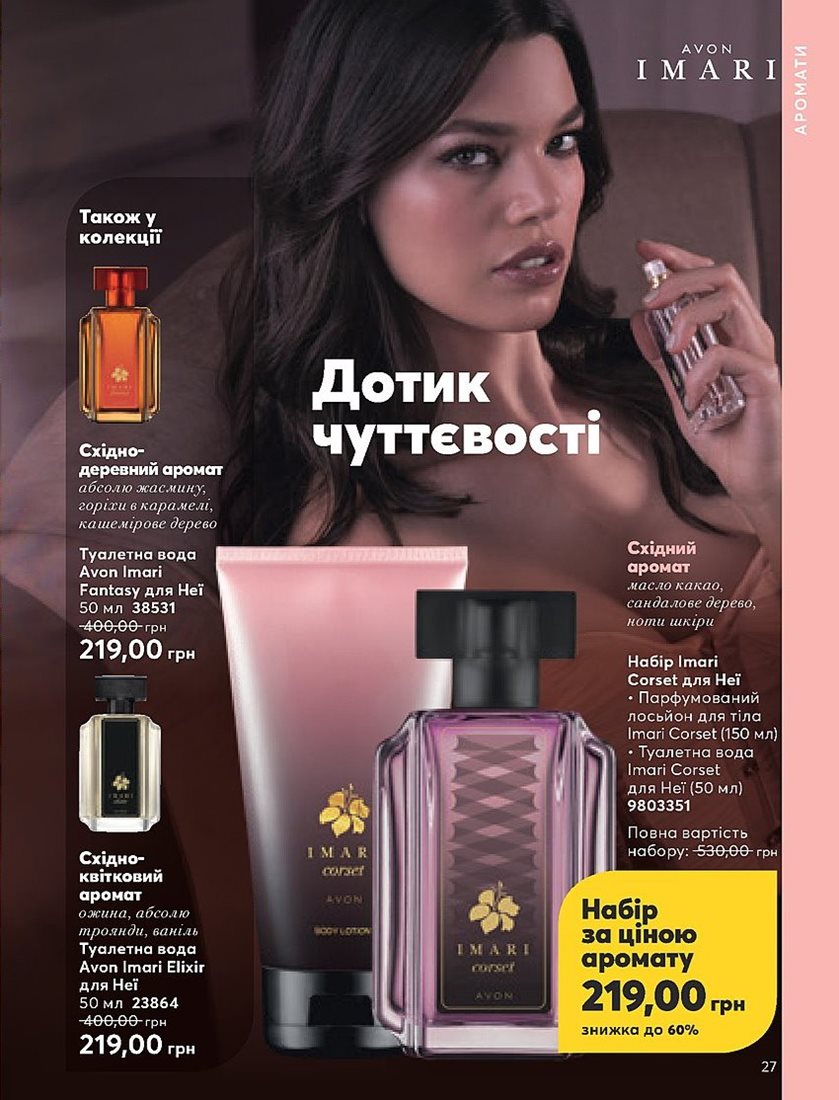 AVON
IMARI
АРОМАТИ
Також у
колекції
Східно-
деревний аромат
абсолю жасмину,
горіхи в карамелі,
кашемірове дерево
Туалетна вода
Avon Imari
Fantasy для Неї
50 мл 38531
400,00 грн
219,00 грн
Східно-
квітковий
аромат
ожина, абсолю
троянди, ваніль
Туалетна вода
Avon Imari Elixir
для Неї
50 мл 23864
400,00 грн
219,00 грн
Дотик
чуттєвості
IMARI
corset
AVON
BODY LOTION
IMARI
corset
AVON
Східний
аромат
масло какао,
сандалове дерево,
ноти шкіри
Набір Imari
Corset для Неї
• Парфумований
лосьйон для тіла
Imari Corset (150 мл)
• Туалетна вода
Imari Corset
для Неї (50 мл)
9803351
Повна вартість
набору: 530,00 грн
Набір
за ціною
аромату
219,00 грн
знижка до 60%
27